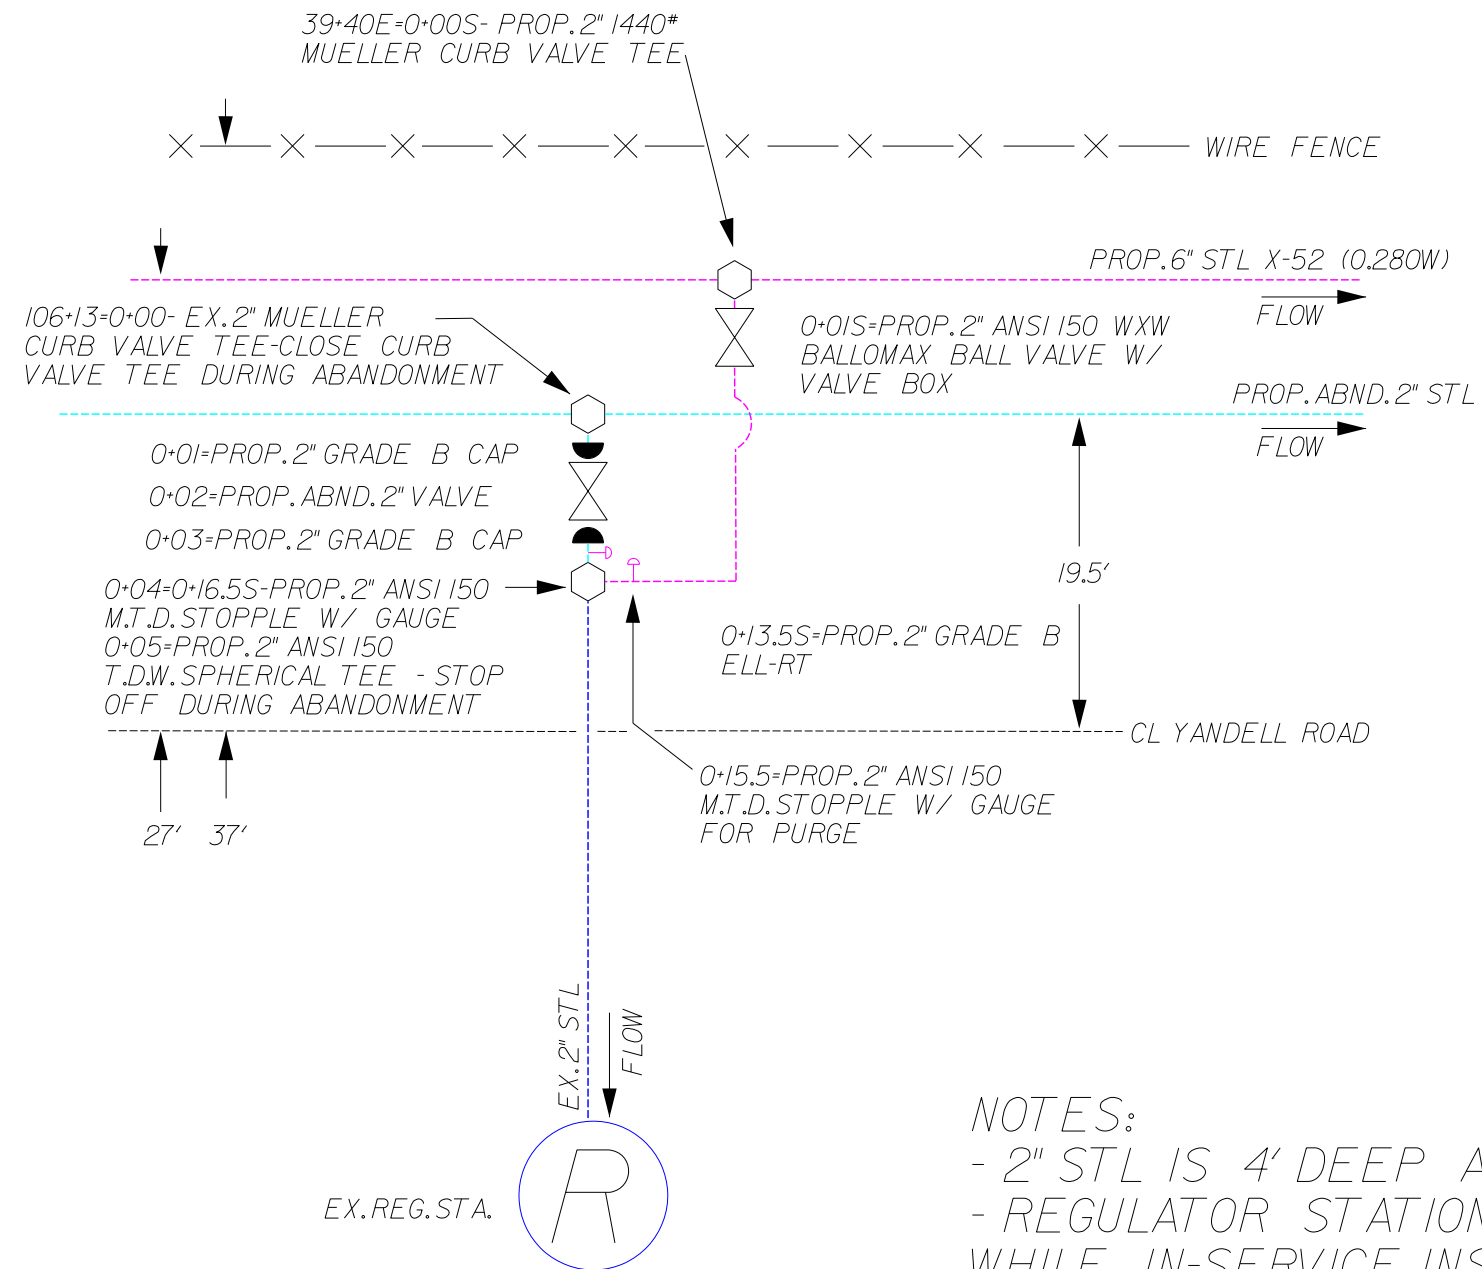 39+40E=0+00S- PROP.2" 1440#
MUELLER CURB VALVE TEE
WIRE FENCE
PROP.6" STL X-52 (0.280W)
FLOW
106+13=0+00- EX.2" MUELLER
CURB VALVE TEE-CLOSE CURB
VALVE TEE DURING ABANDONMENT
0+01S=PROP.2" ANSI 150 WXW
BALLOMAX BALL VALVE W/
VALVE BOX
PROP.ABND.2" STL
FLOW
0+01=PROP.2" GRADE B CAP
0+02=PROP.ABND.2" VALVE
0+03=PROP.2" GRADE B CAP
0+04=0+16.5S-PROP.2" ANSI 150
M.T.D.STOPPLE W/ GAUGE
0+05=PROP.2" ANSI 150
T.D.W.SPHERICAL TEE - STOP
OFF DURING ABANDONMENT
19.5'
0+13.5S=PROP.2" GRADE B
ELL-RT
CL YANDELL ROAD
0+15.5=PROP.2" ANSI 150
M.T.D.STOPPLE W/ GAUGE
FOR PURGE
27' 37'
EX.2" STL
FLOW
R
EX.REG.STA.
NOTES:
- 2" STL IS 4' DEEP
- REGULATOR STATION
WHILE IN-SERVICE INS